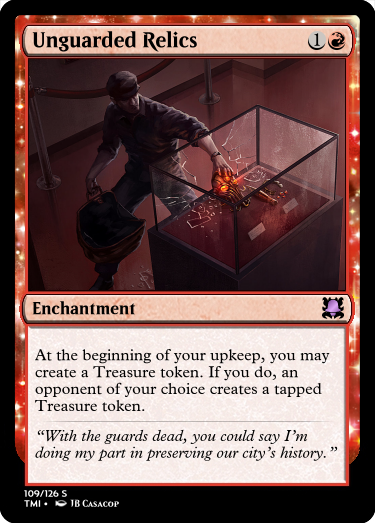 Unguarded Relics 1
Enchantment
At the beginning of your upkeep, you may
create a Treasure token. If you do, an
opponent of your choice creates a tapped
Treasure token.
“With the guards dead, you could say I’m
doing my part in preserving our city’s history.”
109/126 S
TMI • JB Casacop